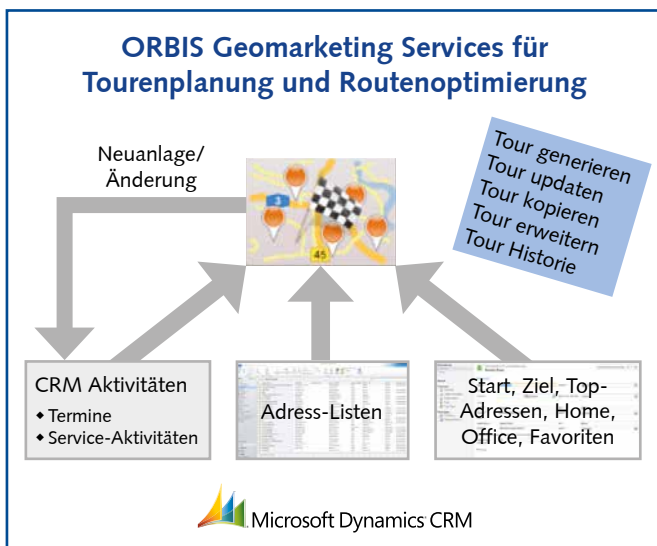 ORBIS Geomarketing Services für
Tourenplanung und Routenoptimierung
Neuanlage/
Änderung
3
45
Tour generieren
Tour updaten
Tour kopieren
Tour erweitern
Tour Historie
CRM Aktivitäten
◆ Termine
◆ Service-Aktivitäten
Adress-Listen
Start, Ziel, Top-
Adressen, Home,
Office, Favoriten
Microsoft Dynamics CRM